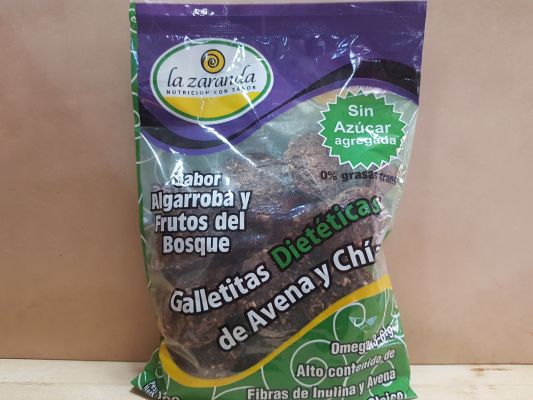 la zaranda
NUTRICION CON SABOR
Sin
Azúcar
agregada
0% grasas trans
Sabor
Algarroba y
Frutos del
Bosque
Galletitas Dietéticas
de Avena y Chí
Omega
Alto contenido de
Fibras de Inulina y Avena